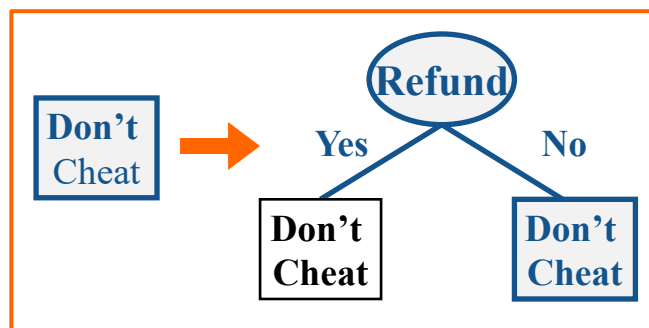 Refund
Don’t
Cheat
Yes
No
Don’t
Cheat
Don’t
Cheat